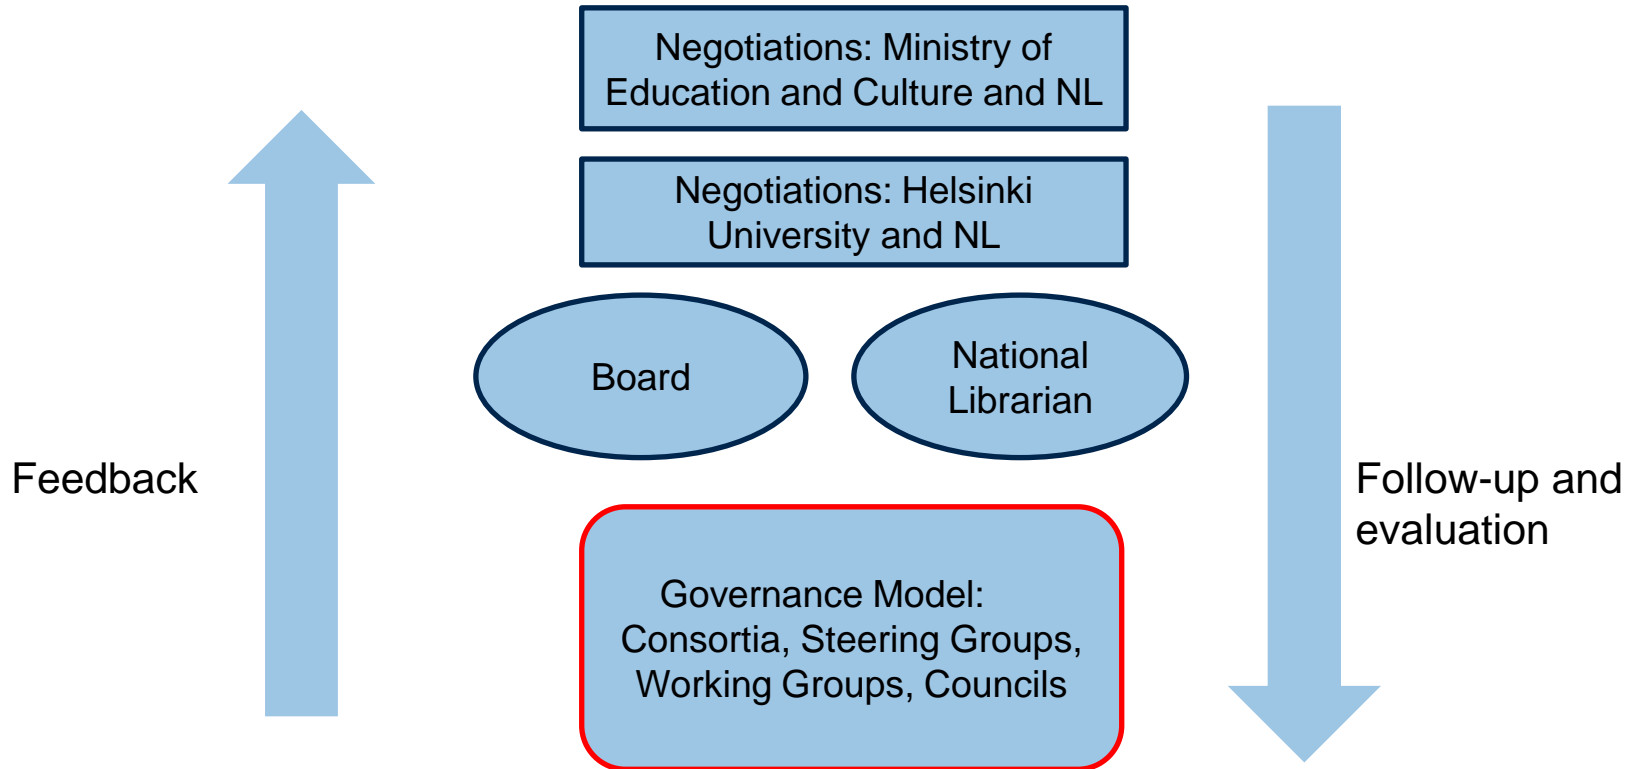 Negotiations: Ministry of
Education and Culture and NL
Negotiations: Helsinki
University and NL
Board
National
Librarian
Feedback
Follow-up and
evaluation
Governance Model:
Consortia, Steering Groups,
Working Groups, Councils